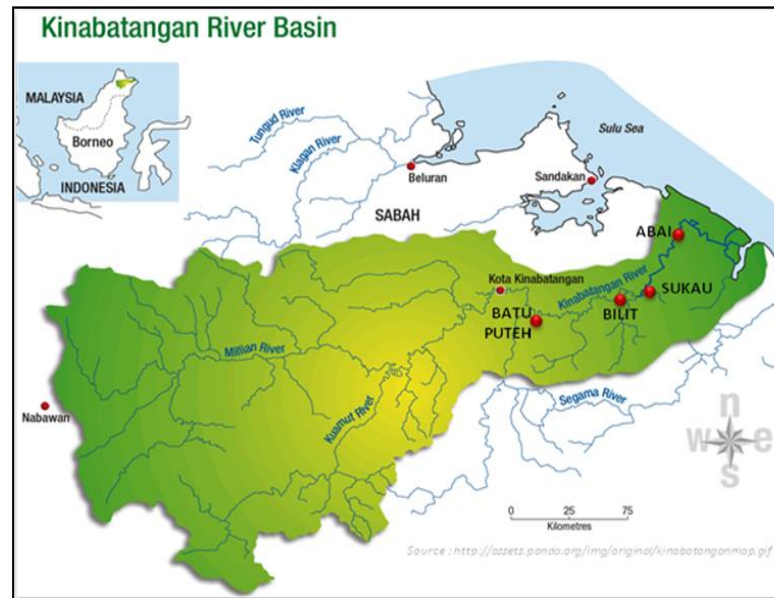 Kinabatangan River Basin
MALAYSIA
Borneo
INDONESIA
Tungud River
Klagan River
Sulu Sea
Beluran
Sandakan
SABAH
ABAI
Kota Kinabatangan
Kinabatangan River
SUKAU
BATU
PUTEH
BILIT
Millian River
Kuamut River
Segama River
Nabawan
n
w e
s
0 25 75
Kilometres
Source : http://assets.panda.org/img/original/kinabatanganmap.gif